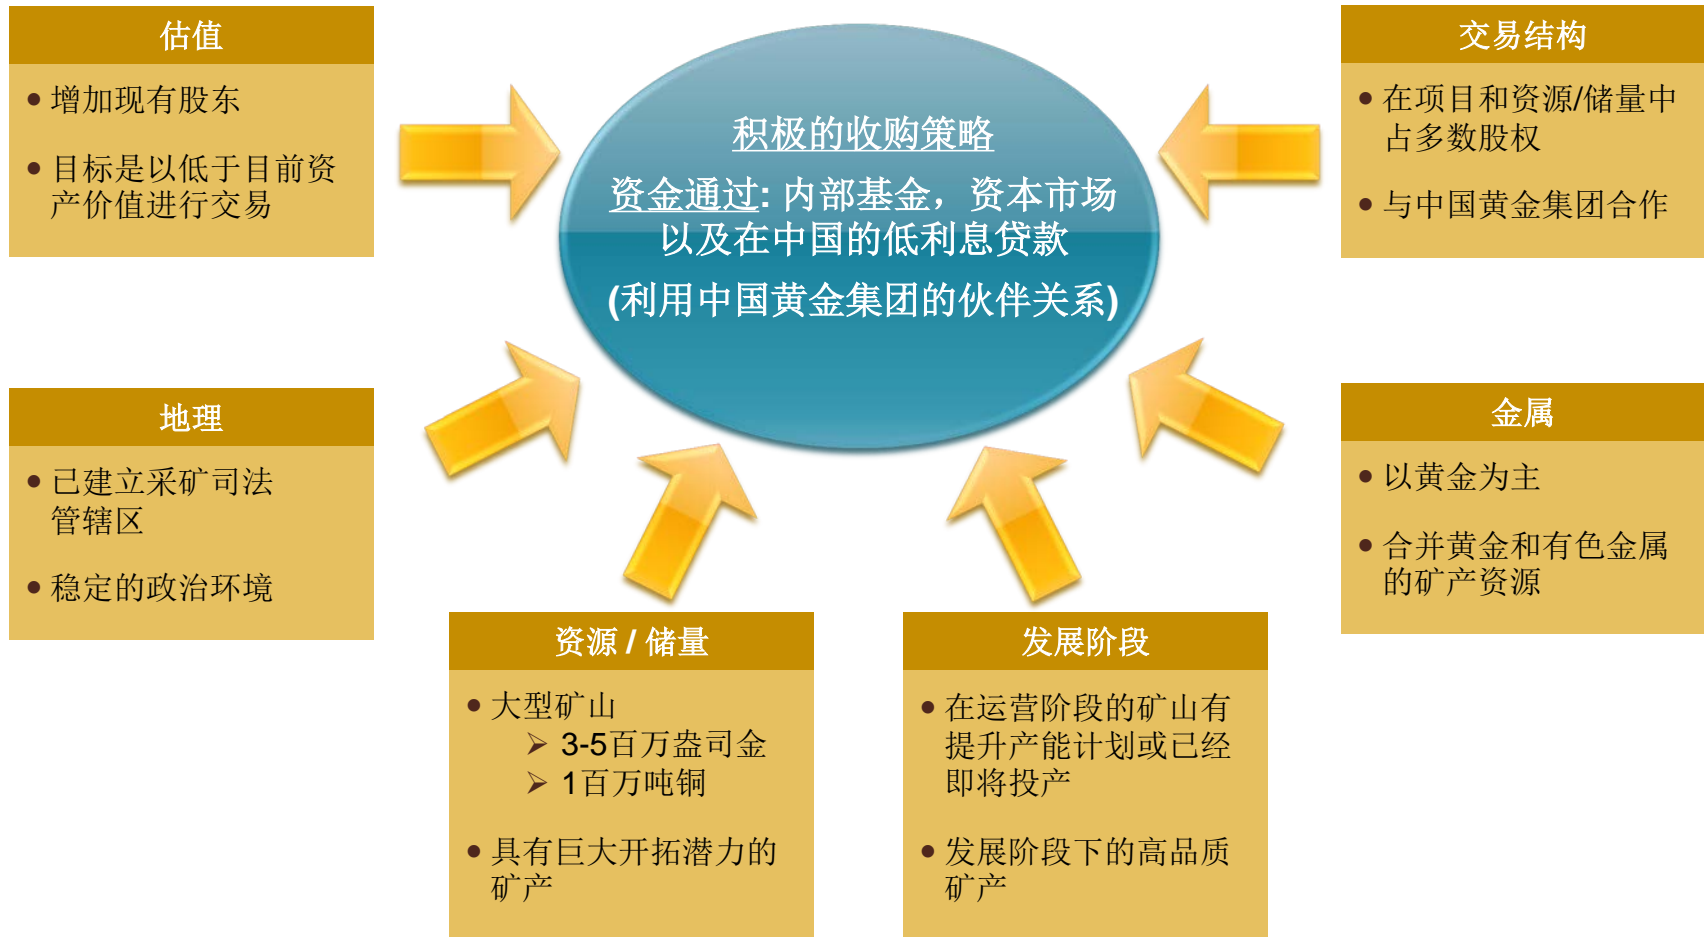 估值
• 增加现有股东
• 目标是以低于目前资
产价值进行交易
积极的收购策略
资金通过: 内部基金，资本市场
以及在中国的低利息贷款
(利用中国黄金集团的伙伴关系)
交易结构
• 在项目和资源/储量中
占多数股权
• 与中国黄金集团合作
地理
• 已建立采矿司法
管辖区
• 稳定的政治环境
金属
• 以黄金为主
• 合并黄金和有色金属
的矿产资源
资源 / 储量
• 大型矿山
➢ 3-5百万盎司金
➢ 1百万吨铜
• 具有巨大开拓潜力的
矿产
发展阶段
• 在运营阶段的矿山有
提升产能计划或已经
即将投产
• 发展阶段下的高品质
矿产